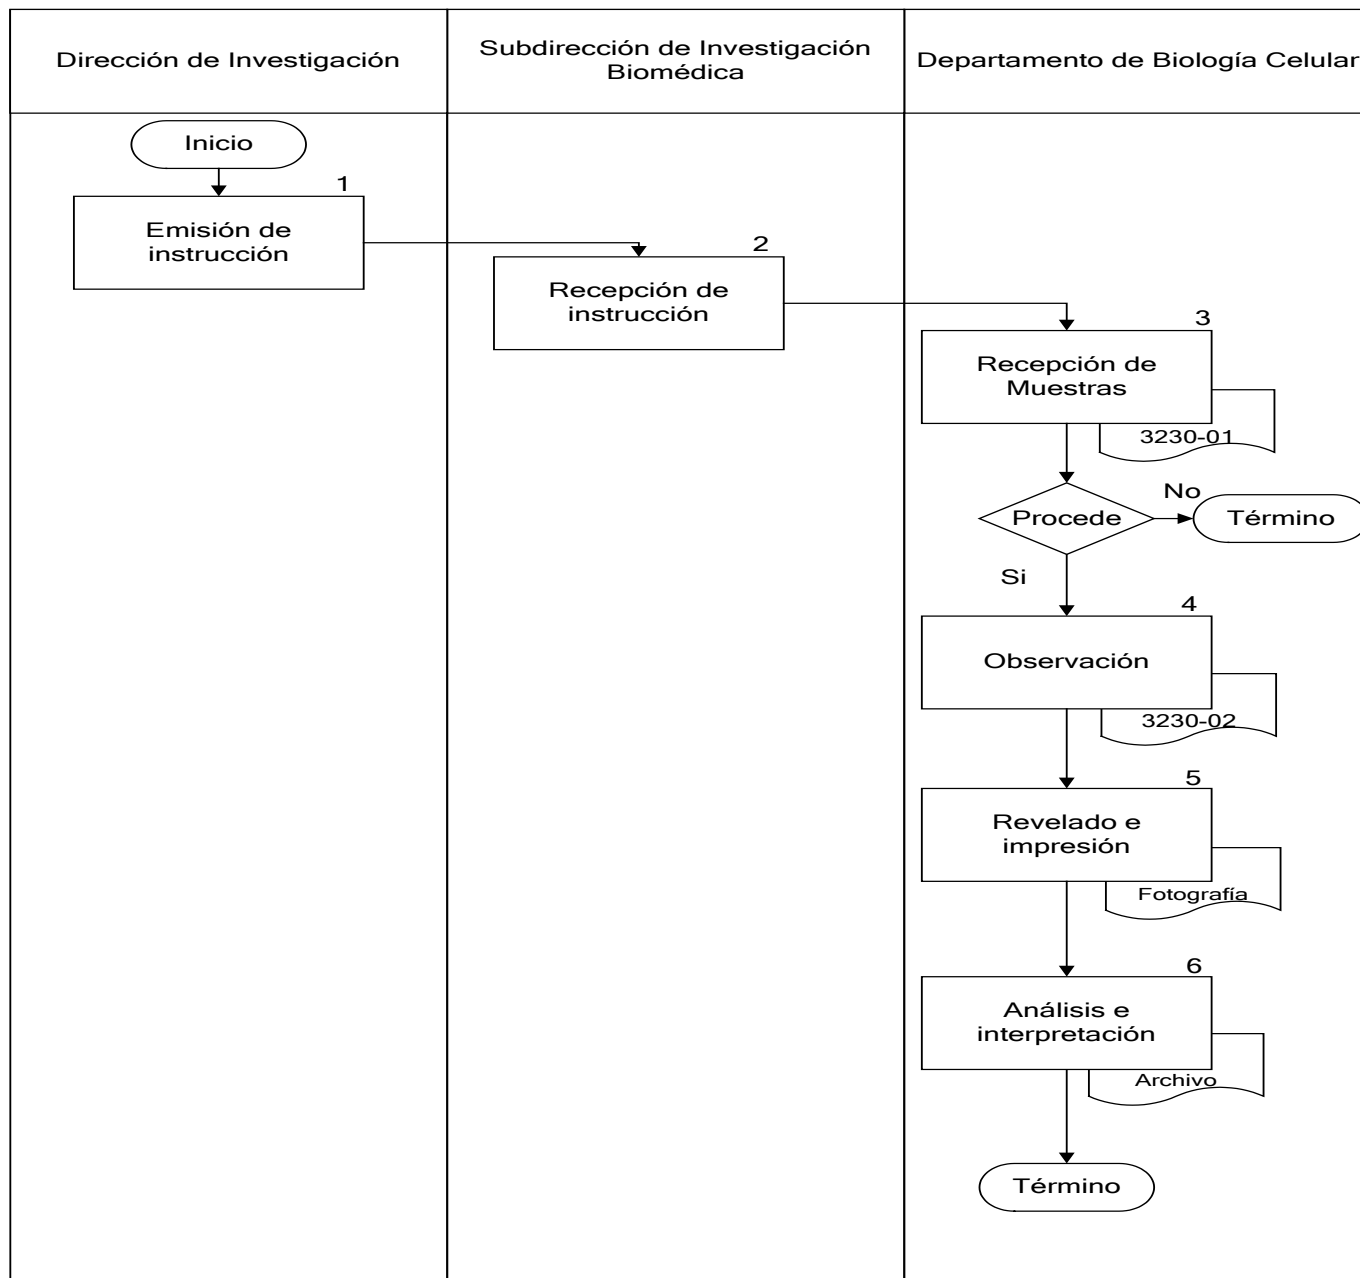 Dirección de Investigación
Subdirección de Investigación
Biomédica
Departamento de Biología Celular
Inicio
1
Emisión de
instrucción
2
Recepción de
instrucción
3
Recepción de
Muestras
3230-01
Procede
No
Término
Si
4
Observación
3230-02
5
Revelado e
impresión
Fotografía
6
Análisis e
interpretación
Archivo
Término